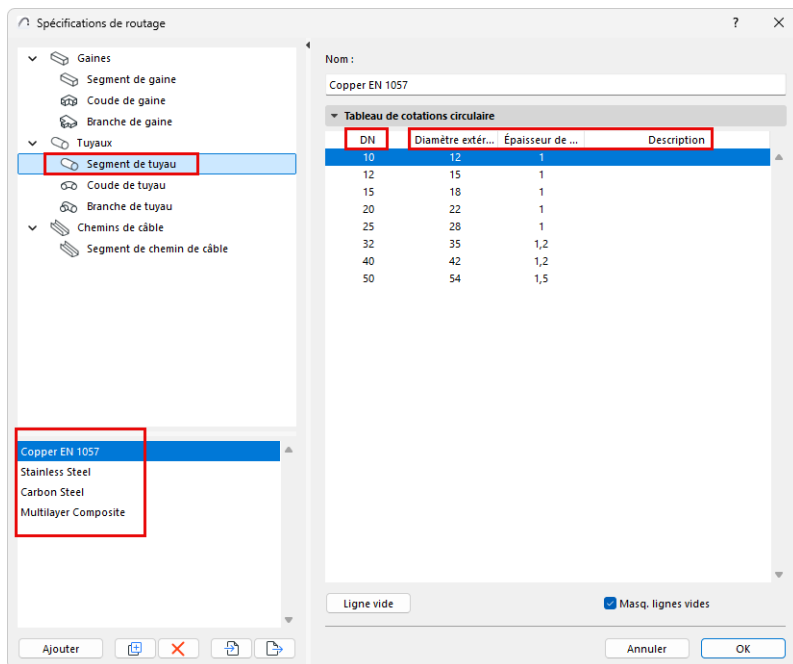 Spécifications de routage
Gaines
Segment de gaine
Coude de gaine
Branche de gaine
Tuyaux
Segment de tuyau
Coude de tuyau
Branche de tuyau
Chemins de câble
Segment de chemin de câble
Copper EN 1057
Stainless Steel
Carbon Steel
Multilayer Composite
Ajouter
Nom :
Copper EN 1057
Tableau de cotations circulaire
DN Diamètre extér... Épaisseur de ... Description
10 12 1
12 15 1
15 18 1
20 22 1
25 28 1
32 35 1,2
40 42 1,2
50 54 1,5
Ligne vide Masq. lignes vides
Annuler OK